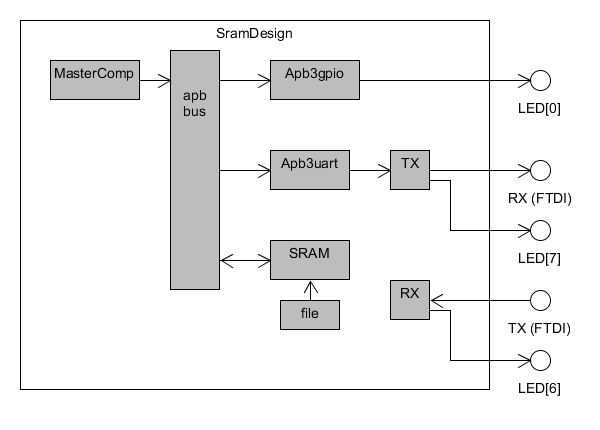 SramDesign
MasterComp
apb
bus
Apb3gpio
LED[0]
Apb3uart
TX
RX (FTDI)
LED[7]
SRAM
file
RX
TX (FTDI)
LED[6]